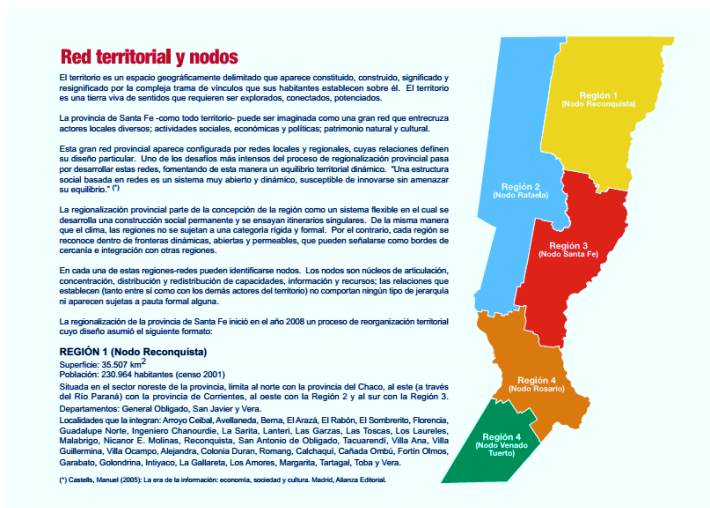 Red territorial y nodos
El territorio es un espacio geográficamente delimitado que aparece constituido, construido, significado y
resignificado por la compleja trama de vínculos que sus habitantes establecen sobre él. El territorio
es una tierra viva de sentidos que requieren ser explorados, conectados, potenciados.
La provincia de Santa Fe -como todo territorio- puede ser imaginada como una gran red que entrecruza
actores locales diversos; actividades sociales, económicas y políticas; patrimonio natural y cultural.
Esta gran red provincial aparece configurada por redes locales y regionales, cuyas relaciones definen
su diseño particular. Uno de los desafíos más intensos del proceso de regionalización provincial pasa
por desarrollar estas redes, fomentando de esta manera un equilibrio territorial dinámico. "Una estructura
social basada en redes es un sistema muy abierto y dinámico, susceptible de innovarse sin amenazar
su equilibrio." (*)
La regionalización provincial parte de la concepción de la región como un sistema flexible en el cual se
desarrolla una construcción social permanente y se ensayan itinerarios singulares. De la misma manera
que el clima, las regiones no se sujetan a una categoría rígida y formal. Por el contrario, cada región se
reconoce dentro de fronteras dinámicas, abiertas y permeables, que pueden señalarse como bordes de
cercanía e integración con otras regiones.
En cada una de estas regiones-redes pueden identificarse nodos. Los nodos son núcleos de articulación,
concentración, distribución y redistribución de capacidades, información y recursos; las relaciones que
establecen (tanto entre sí como con los demás actores del territorio) no comportan ningún tipo de jerarquía
ni aparecen sujetas a pauta formal alguna.
La regionalización de la provincia de Santa Fe inició en el año 2008 un proceso de reorganización territorial
cuyo diseño asumió el siguiente formato:
REGIÓN 1 (Nodo Reconquista)
Superficie: 35.507 km2
Población: 230.964 habitantes (censo 2001)
Situada en el sector noreste de la provincia, limita al norte con la provincia del Chaco, al este (a través
del Río Paraná) con la provincia de Corrientes, al oeste con la Región 2 y al sur con la Región 3.
Departamentos: General Obligado, San Javier y Vera.
Localidades que la integran: Arroyo Ceibal, Avellaneda, Berna, El Arazá, El Rabón, El Sombrerito, Florencia,
Guadalupe Norte, Ingeniero Chanourdie, La Sarita, Lanteri, Las Garzas, Las Toscas, Los Laureles,
Malabrigo, Nicanor E. Molinas, Reconquista, San Antonio de Obligado, Tacuarendí, Villa Ana, Villa
Guillermina, Villa Ocampo, Alejandra, Colonia Duran, Romang, Calchaquí, Cañada Ombú, Fortín Olmos,
Garabato, Golondrina, Intiyaco, La Gallareta, Los Amores, Margarita, Tartagal, Toba y Vera.
(*) Castells, Manuel (2005): La era de la información: economía, sociedad y cultura. Madrid, Alianza Editorial.
Región 1
(Nodo Reconquista)
Región 2
(Nodo Rafaela)
Región 3
(Nodo Santa Fe)
Región 4
(Nodo Rosario)
Región 4
(Nodo Venado
Tuerto)